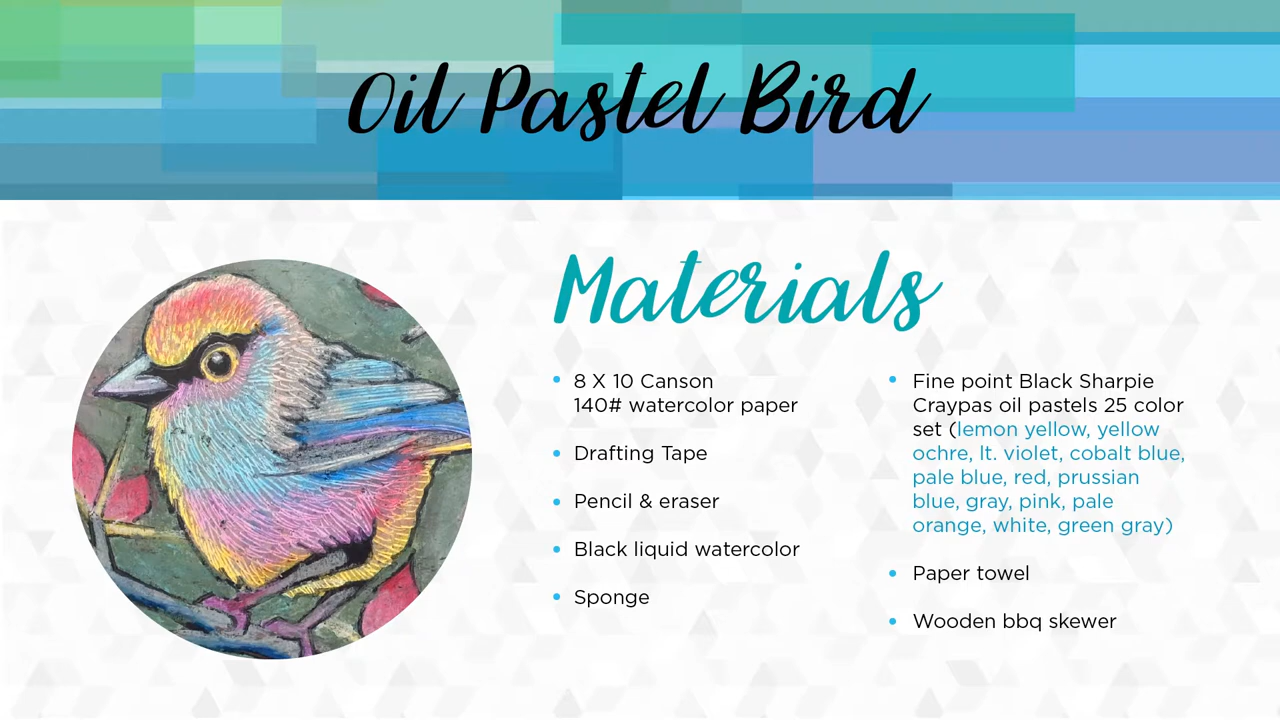 Oil Pastel Bird
Materials
• 8 X 10 Canson
140# watercolor paper
• Drafting Tape
• Pencil & eraser
• Black liquid watercolor
• Sponge
• Fine point Black Sharpie
Craypas oil pastels 25 color
set (lemon yellow, yellow
ochre, lt. violet, cobalt blue,
pale blue, red, prussian
blue, gray, pink, pale
orange, white, green gray)
• Paper towel
• Wooden bbq skewer